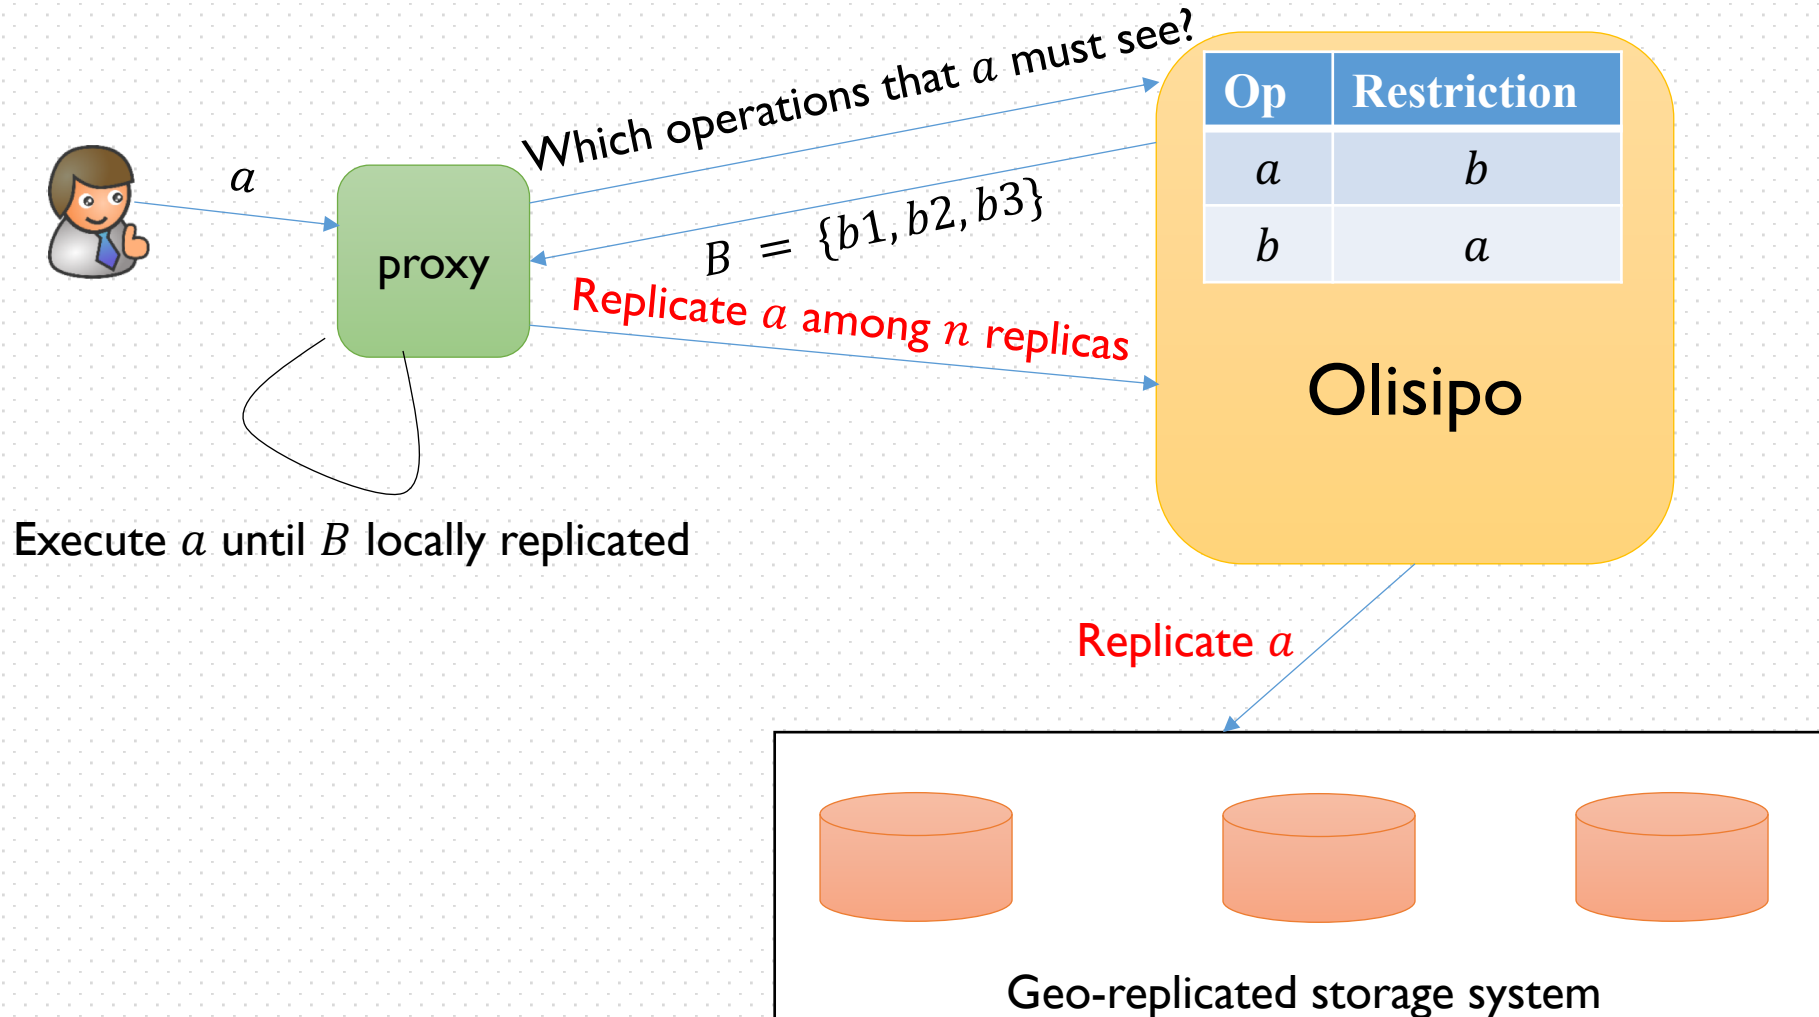 Which operations that a must see?
Op Restriction
a b
b a
a
proxy
B = {b1, b2, b3}
Replicate a among n replicas
Olisipo
Execute a until B locally replicated
Replicate a
Geo-replicated storage system